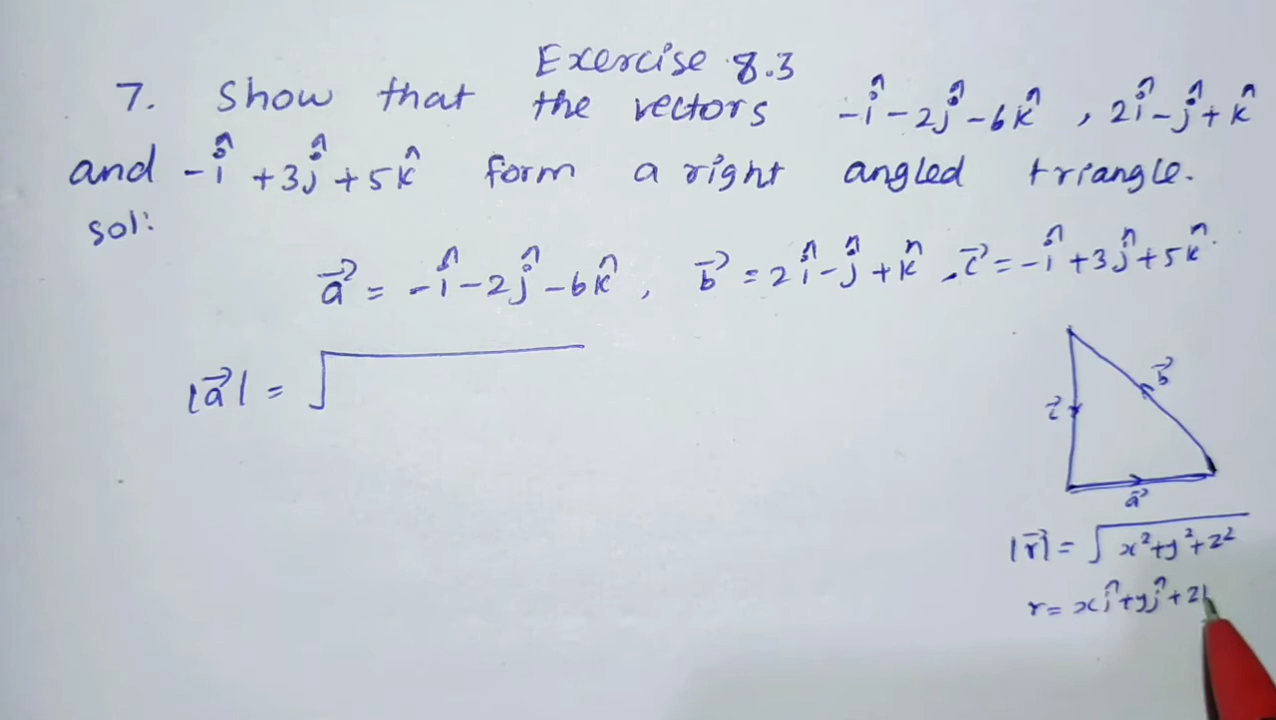 Exercise 8.3
7. Show that the vectors -î - 2ĵ - 6k̂ , 2î - ĵ + k̂
and -î + 3ĵ + 5k̂ form a right angled triangle.
sol:
a⃗ = -î - 2ĵ - 6k̂ , b⃗ = 2î - ĵ + k̂ , c⃗ = -î + 3ĵ + 5k̂.
|a⃗| = √
b⃗
c⃗
a⃗
|r⃗| = √x²+y²+z²
r = xî + yĵ + z